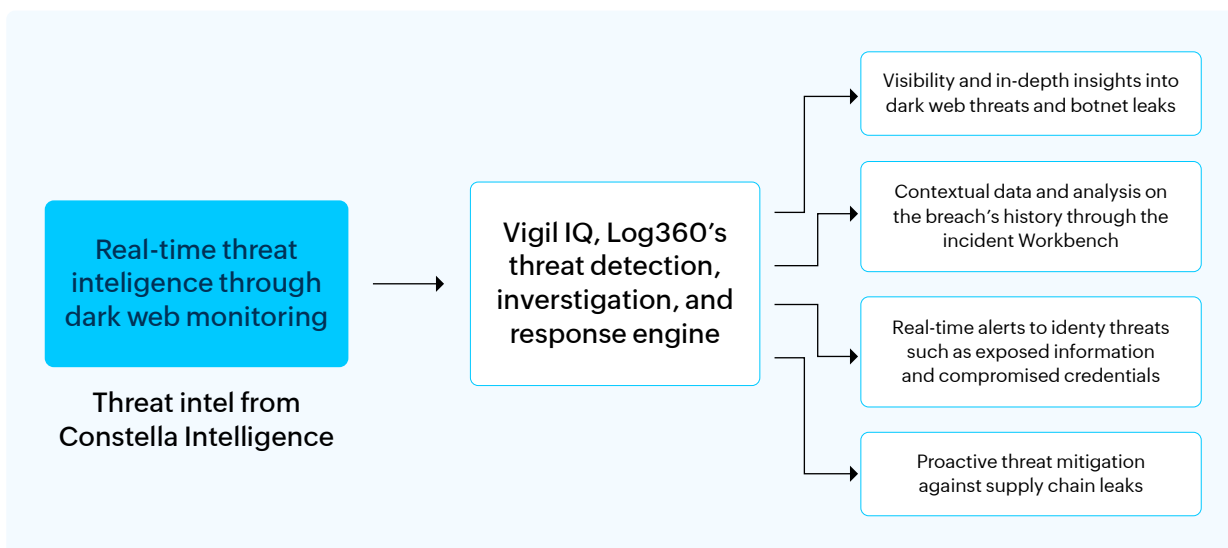 Real-time threat
inteligence through
dark web monitoring
Threat intel from
Constella Intelligence
Vigil IQ, Log360’s
threat detection,
inverstigation, and
response engine
Visibility and in-depth insights into
dark web threats and botnet leaks
Contextual data and analysis on
the breach’s history through the
incident Workbench
Real-time alerts to identy threats
such as exposed information
and compromised credentials
Proactive threat mitigation
against supply chain leaks